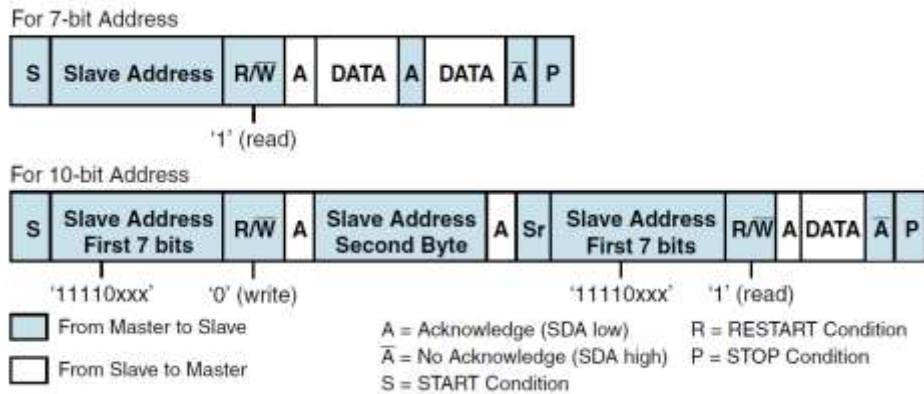 For 7-bit Address
S Slave Address R/W̅ A DATA A DATA A̅ P
'1' (read)
For 10-bit Address
S Slave Address First 7 bits R/W̅ A Slave Address Second Byte A Sr Slave Address First 7 bits R/W̅ A DATA A̅ P
'11110xxx' '0' (write) '11110xxx' '1' (read)
From Master to Slave
From Slave to Master
A = Acknowledge (SDA low)
A̅ = No Acknowledge (SDA high)
S = START Condition
R = RESTART Condition
P = STOP Condition